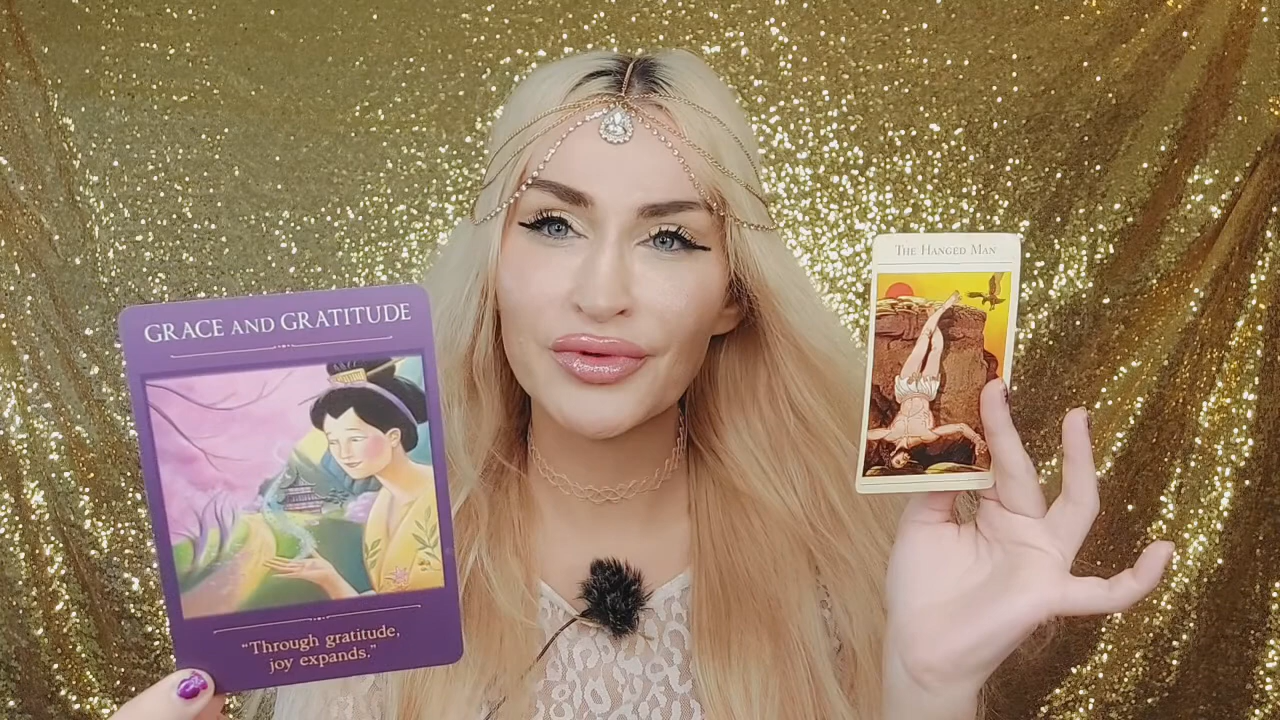 GRACE AND GRATITUDE
"Through gratitude,
joy expands."
THE HANGED MAN